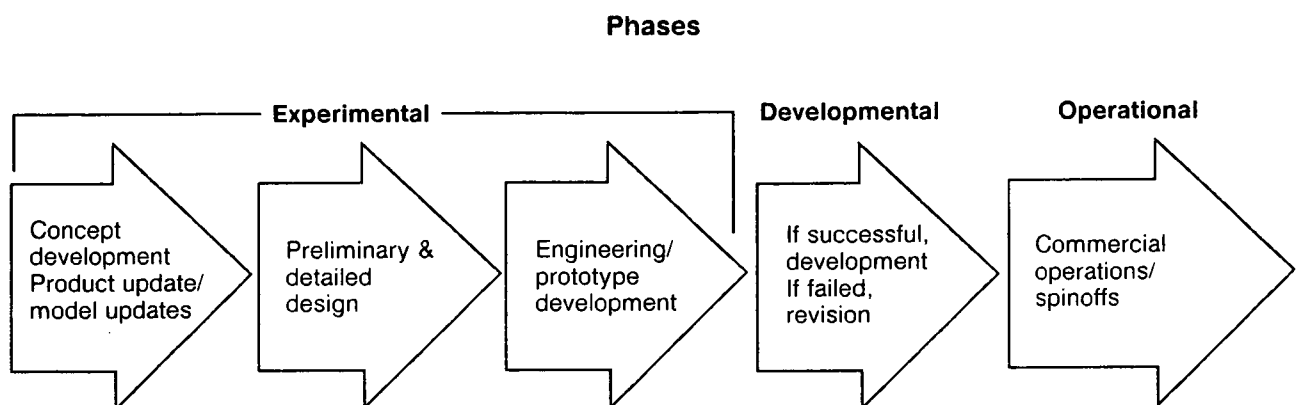 Phases
Experimental
Developmental
Operational
Concept
development
Product update/
model updates
Preliminary &
detailed
design
Engineering/
prototype
development
If successful,
development
If failed,
revision
Commercial
operations/
spinoffs